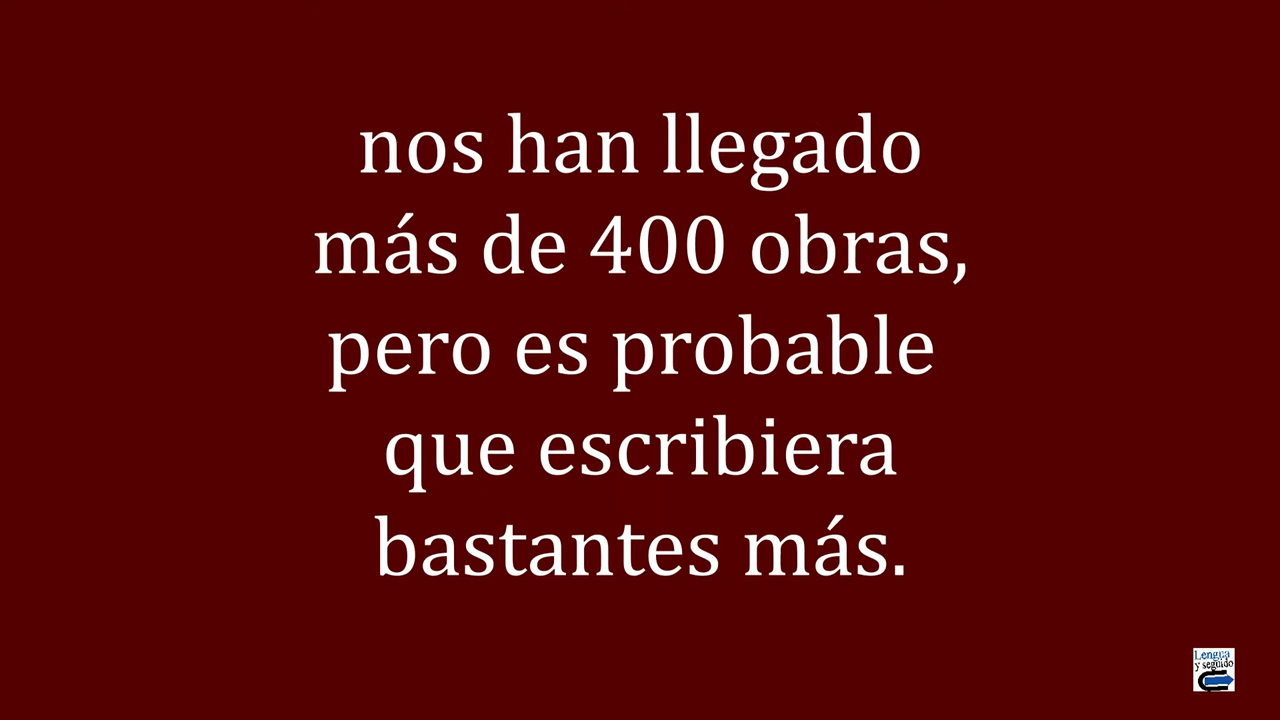 nos han llegado
más de 400 obras,
pero es probable
que escribiera
bastantes más.
Lengua
y seguido